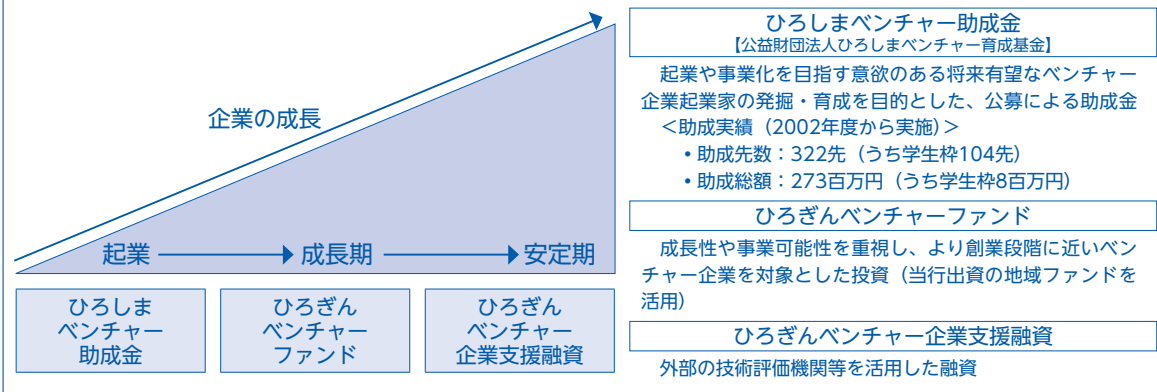 企業の成長
起業
成長期
安定期
ひろしま
ベンチャー
助成金
ひろぎん
ベンチャー
ファンド
ひろぎん
ベンチャー
企業支援融資
ひろしまベンチャー助成金
【公益財団法人ひろしまベンチャー育成基金】
起業や事業化を目指す意欲のある将来有望なベンチャー
企業起業家の発掘・育成を目的とした、公募による助成金
＜助成実績（2002年度から実施）＞
•助成先数：322先（うち学生枠104先）
•助成総額：273百万円（うち学生枠8百万円）
ひろぎんベンチャーファンド
成長性や事業可能性を重視し、より創業段階に近いベン
チャー企業を対象とした投資（当行出資の地域ファンドを
活用）
ひろぎんベンチャー企業支援融資
外部の技術評価機関等を活用した融資